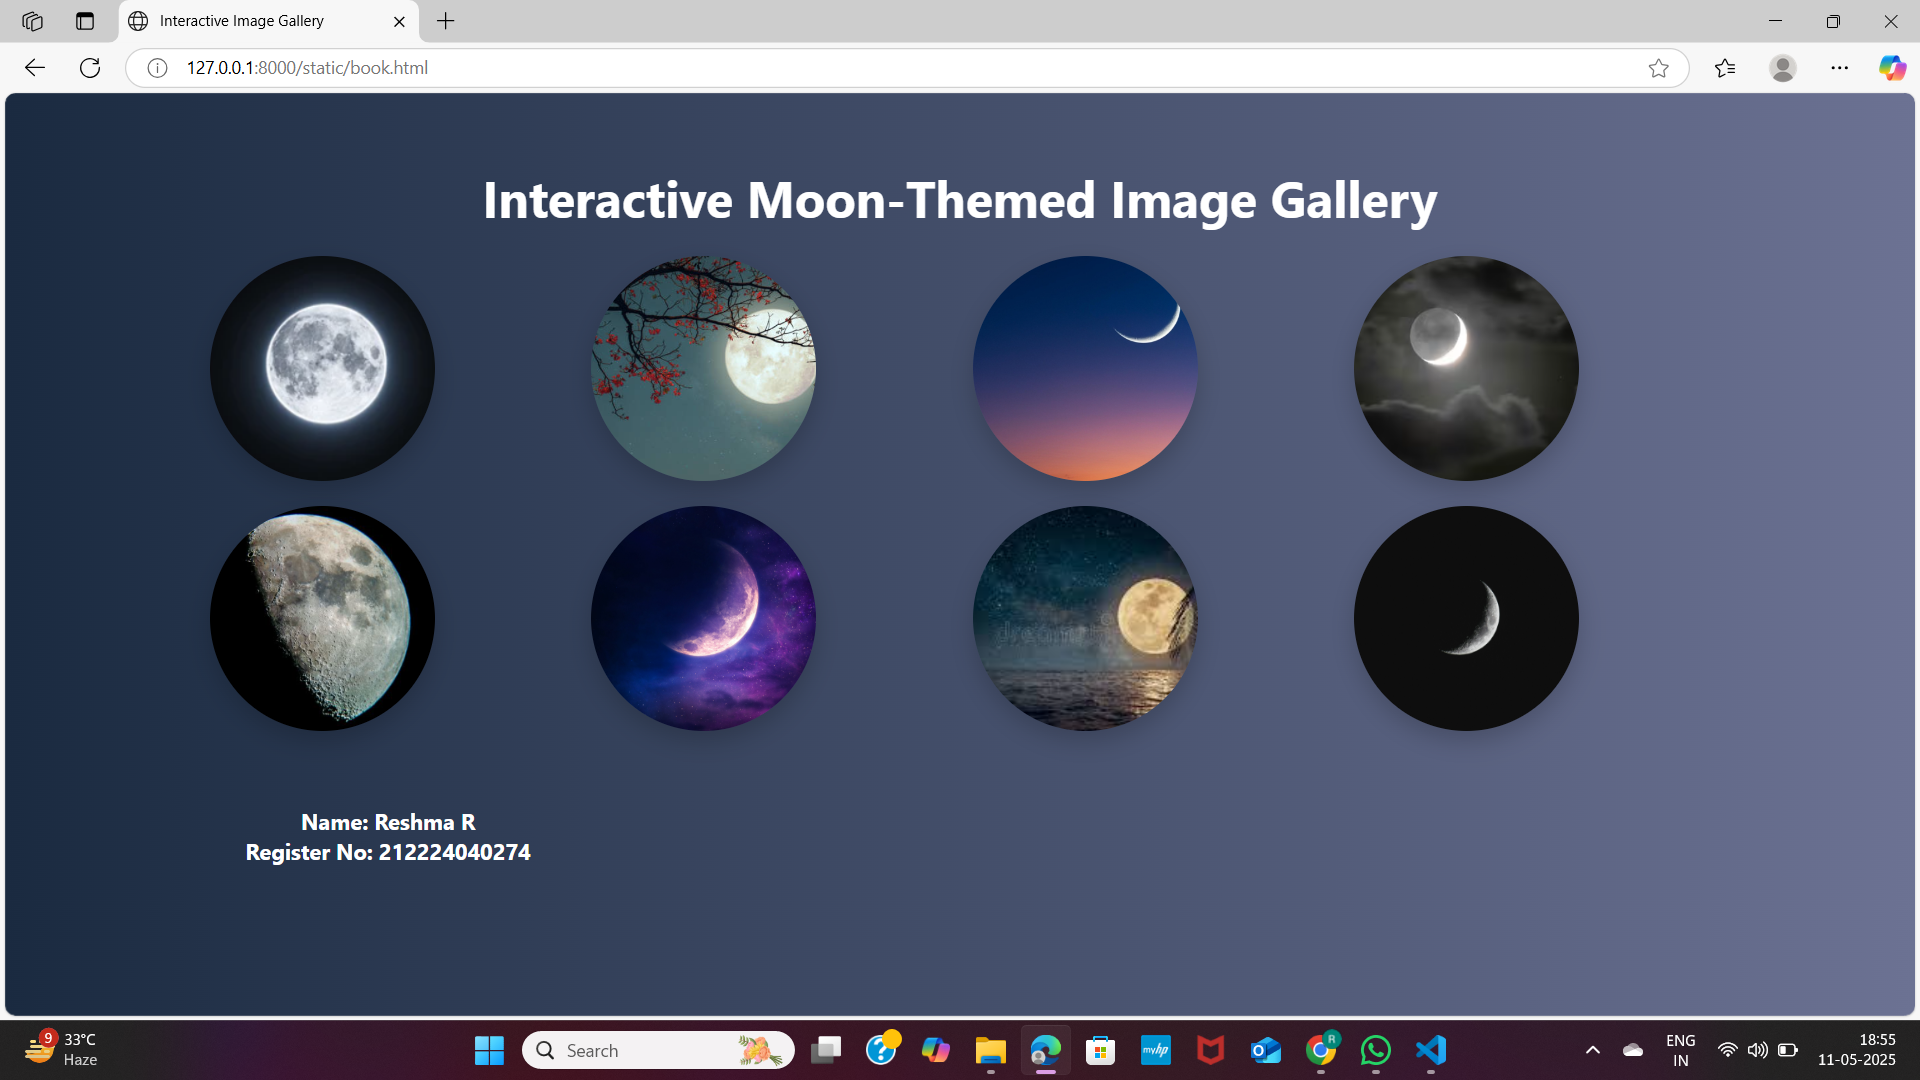 Interactive Image Gallery
127.0.0.1:8000/static/book.html
Interactive Moon-Themed Image Gallery
Name: Reshma R
Register No: 212224040274
9
33°C
Haze
Search
myhp
R
ENG
IN
18:55
11-05-2025